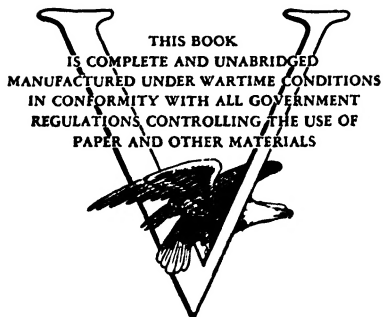 THIS BOOK
IS COMPLETE AND UNABRIDGED
MANUFACTURED UNDER WARTIME CONDITIONS
IN CONFORMITY WITH ALL GOVERNMENT
REGULATIONS CONTROLLING THE USE OF
PAPER AND OTHER MATERIALS